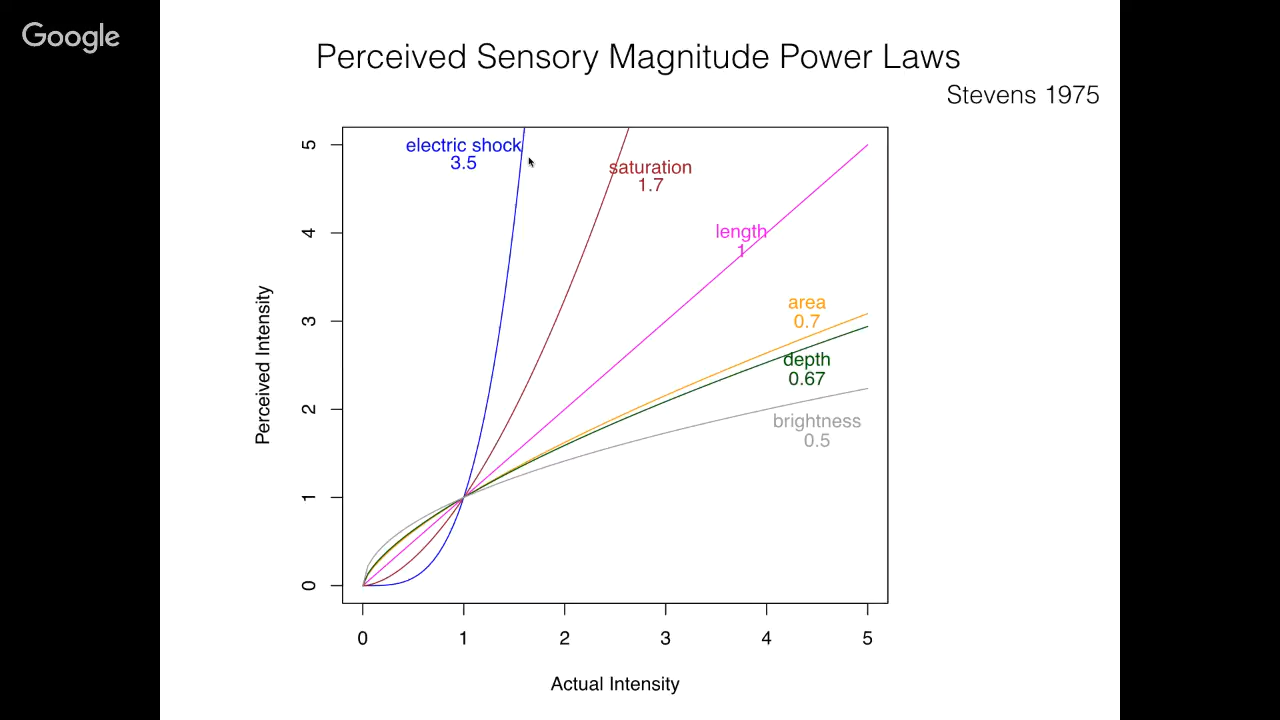 Google
Perceived Sensory Magnitude Power Laws
Stevens 1975
electric shock
3.5
saturation
1.7
length
1
area
0.7
depth
0.67
brightness
0.5
Perceived Intensity
5
4
3
2
1
0
0 1 2 3 4 5
Actual Intensity